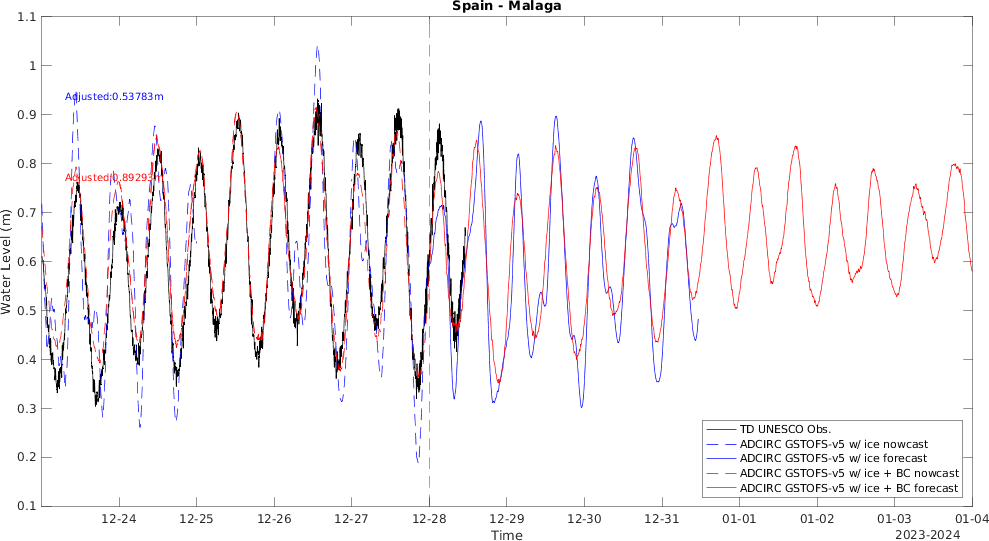 Spain - Malaga
1.1
1
0.9
0.8
0.7
0.6
0.5
0.4
0.3
0.2
0.1
Water Level (m)
Adjusted:0.53783m
Adjusted:0.89293m
TD UNESCO Obs.
ADCIRC GSTOFS-v5 w/ ice nowcast
ADCIRC GSTOFS-v5 w/ ice forecast
ADCIRC GSTOFS-v5 w/ ice + BC nowcast
ADCIRC GSTOFS-v5 w/ ice + BC forecast
12-24 12-25 12-26 12-27 12-28 12-29 12-30 12-31 01-01 01-02 01-03 01-04
Time
2023-2024